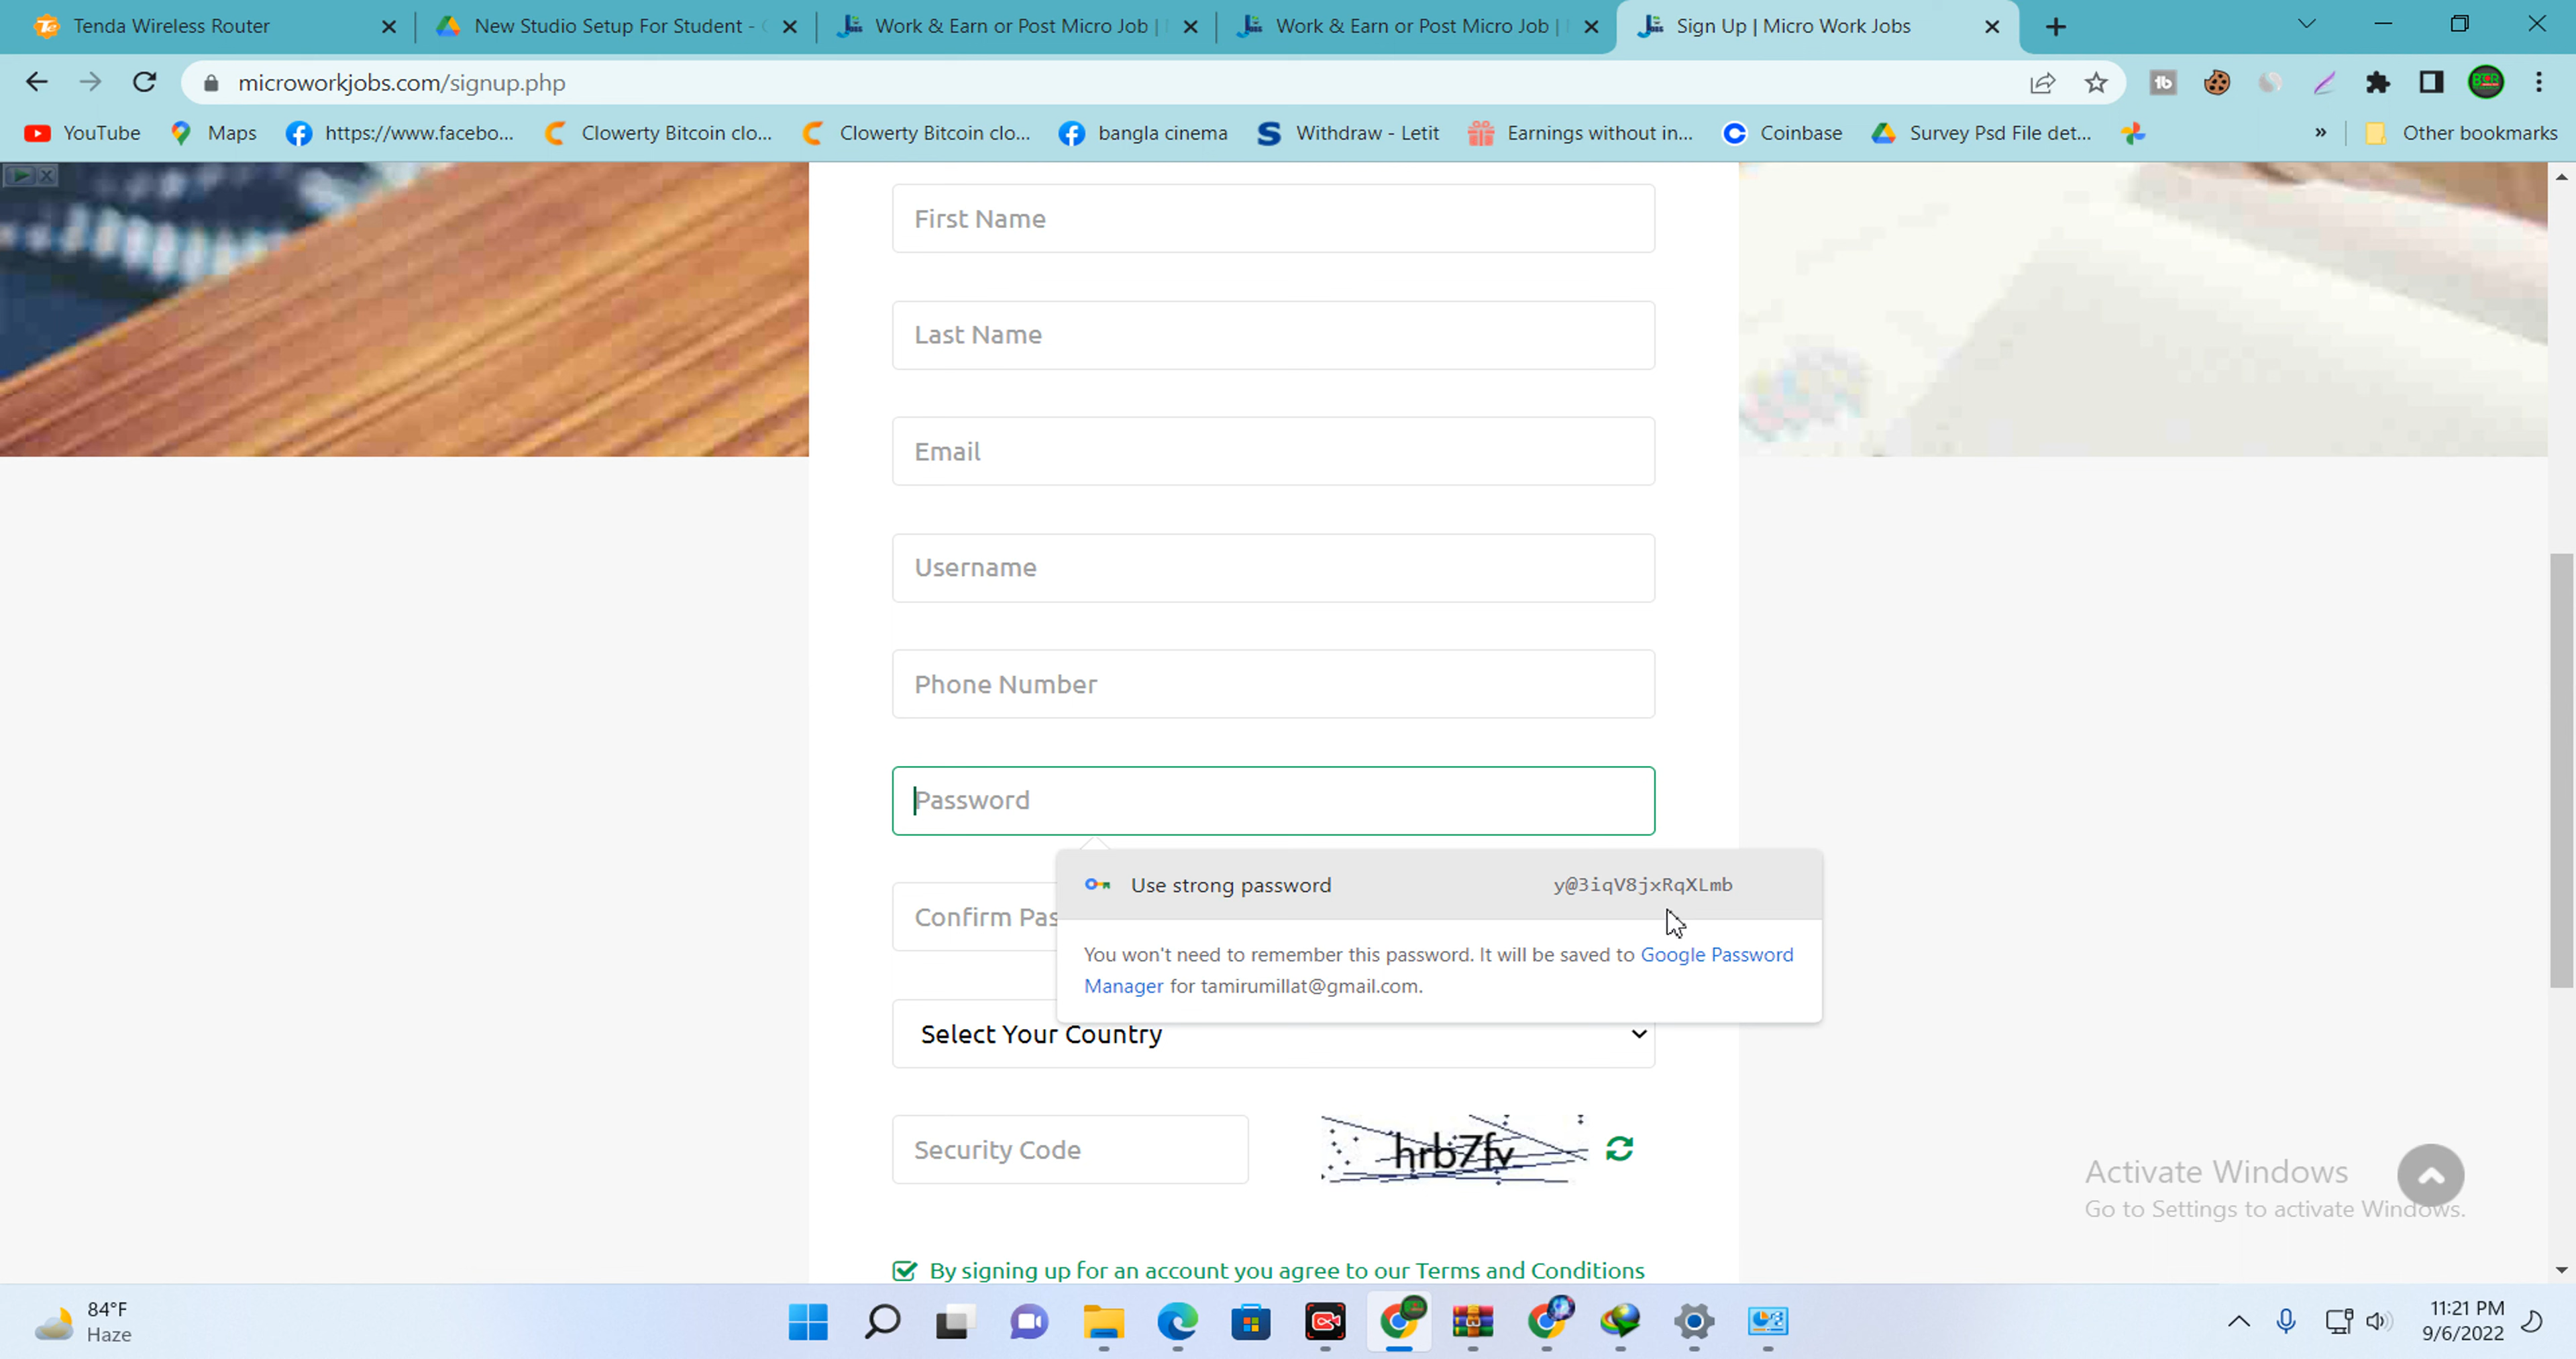 Tenda Wireless Router
New Studio Setup For Student -
Work & Earn or Post Micro Job |
Work & Earn or Post Micro Job |
Sign Up | Micro Work Jobs
microworkjobs.com/signup.php
YouTube
Maps
https://www.facebo...
Clowerty Bitcoin clo...
Clowerty Bitcoin clo...
bangla cinema
Withdraw - Letit
Earnings without in...
Coinbase
Survey Psd File det...
»
Other bookmarks
First Name
Last Name
Email
Username
Phone Number
Password
Use strong password y@3iqV8jxRqXLmb
Confirm Pas
You won't need to remember this password. It will be saved to Google Password
Manager for tamirumillat@gmail.com.
Select Your Country
Security Code
hrb7fv
Activate Windows
Go to Settings to activate Windows.
By signing up for an account you agree to our Terms and Conditions
84°F
Haze
11:21 PM
9/6/2022